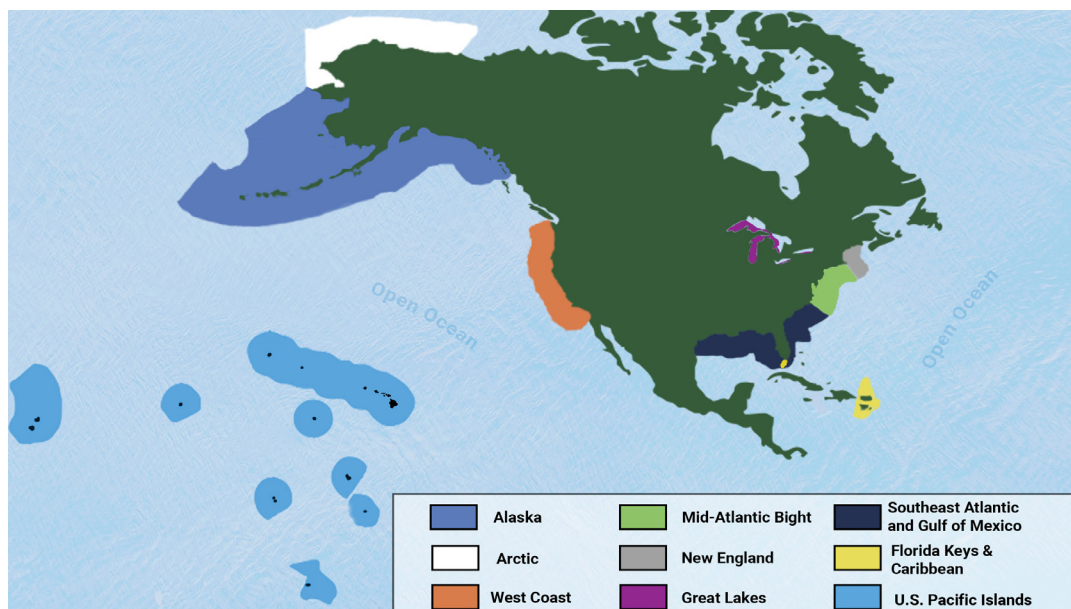 Open Ocean
Open Ocean
Alaska
Mid-Atlantic Bight
Southeast Atlantic
and Gulf of Mexico
Arctic
New England
Florida Keys &
Caribbean
West Coast
Great Lakes
U.S. Pacific Islands